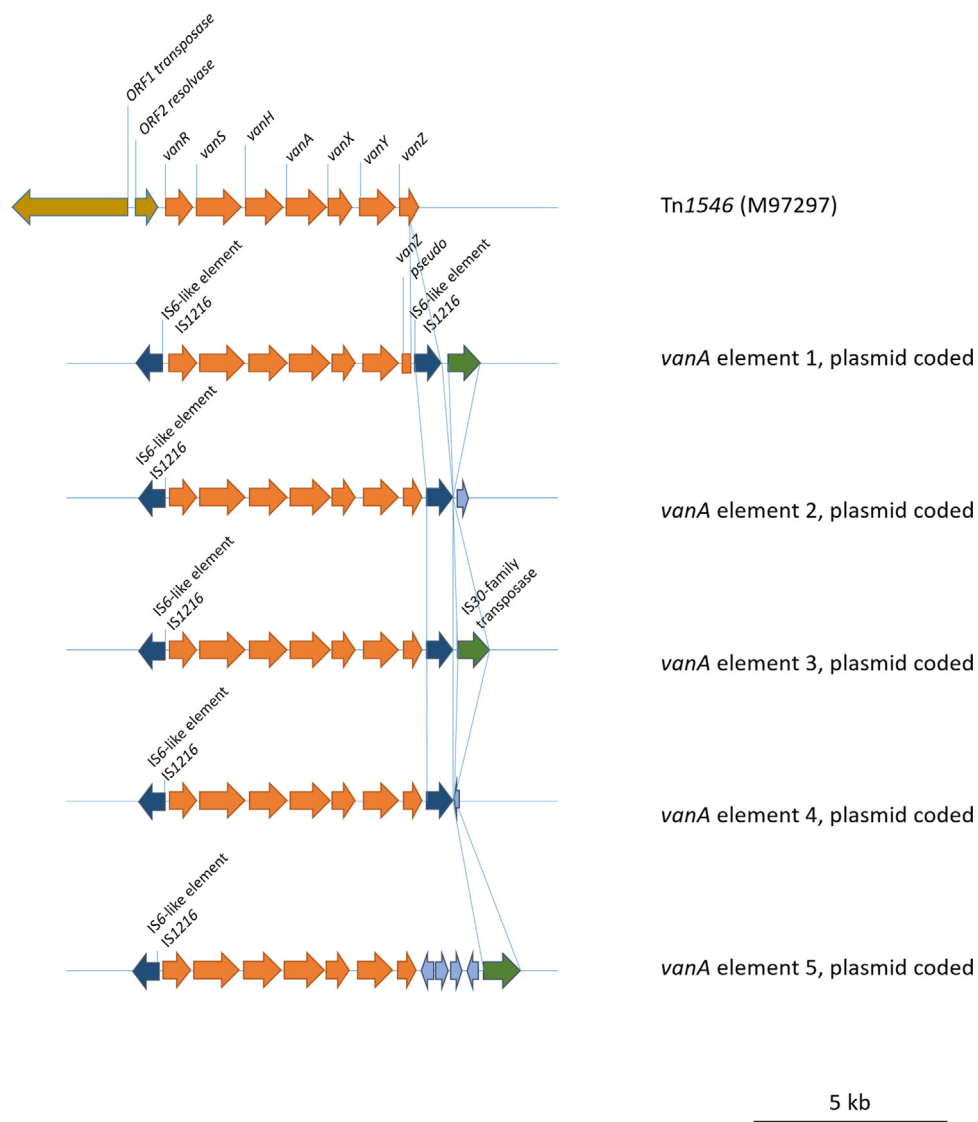 ORF1 transposase
ORF2 resolvase
vanR
vanS
vanH
vanA
vanX
vanY
vanZ
Tn1546 (M97297)
IS6-like element
IS1216
vanZ
pseudo
IS6-like element
IS1216
vanA element 1, plasmid coded
IS6-like element
IS1216
vanA element 2, plasmid coded
IS6-like element
IS1216
IS30-family
transposase
vanA element 3, plasmid coded
IS6-like element
IS1216
vanA element 4, plasmid coded
IS6-like element
IS1216
vanA element 5, plasmid coded
5 kb